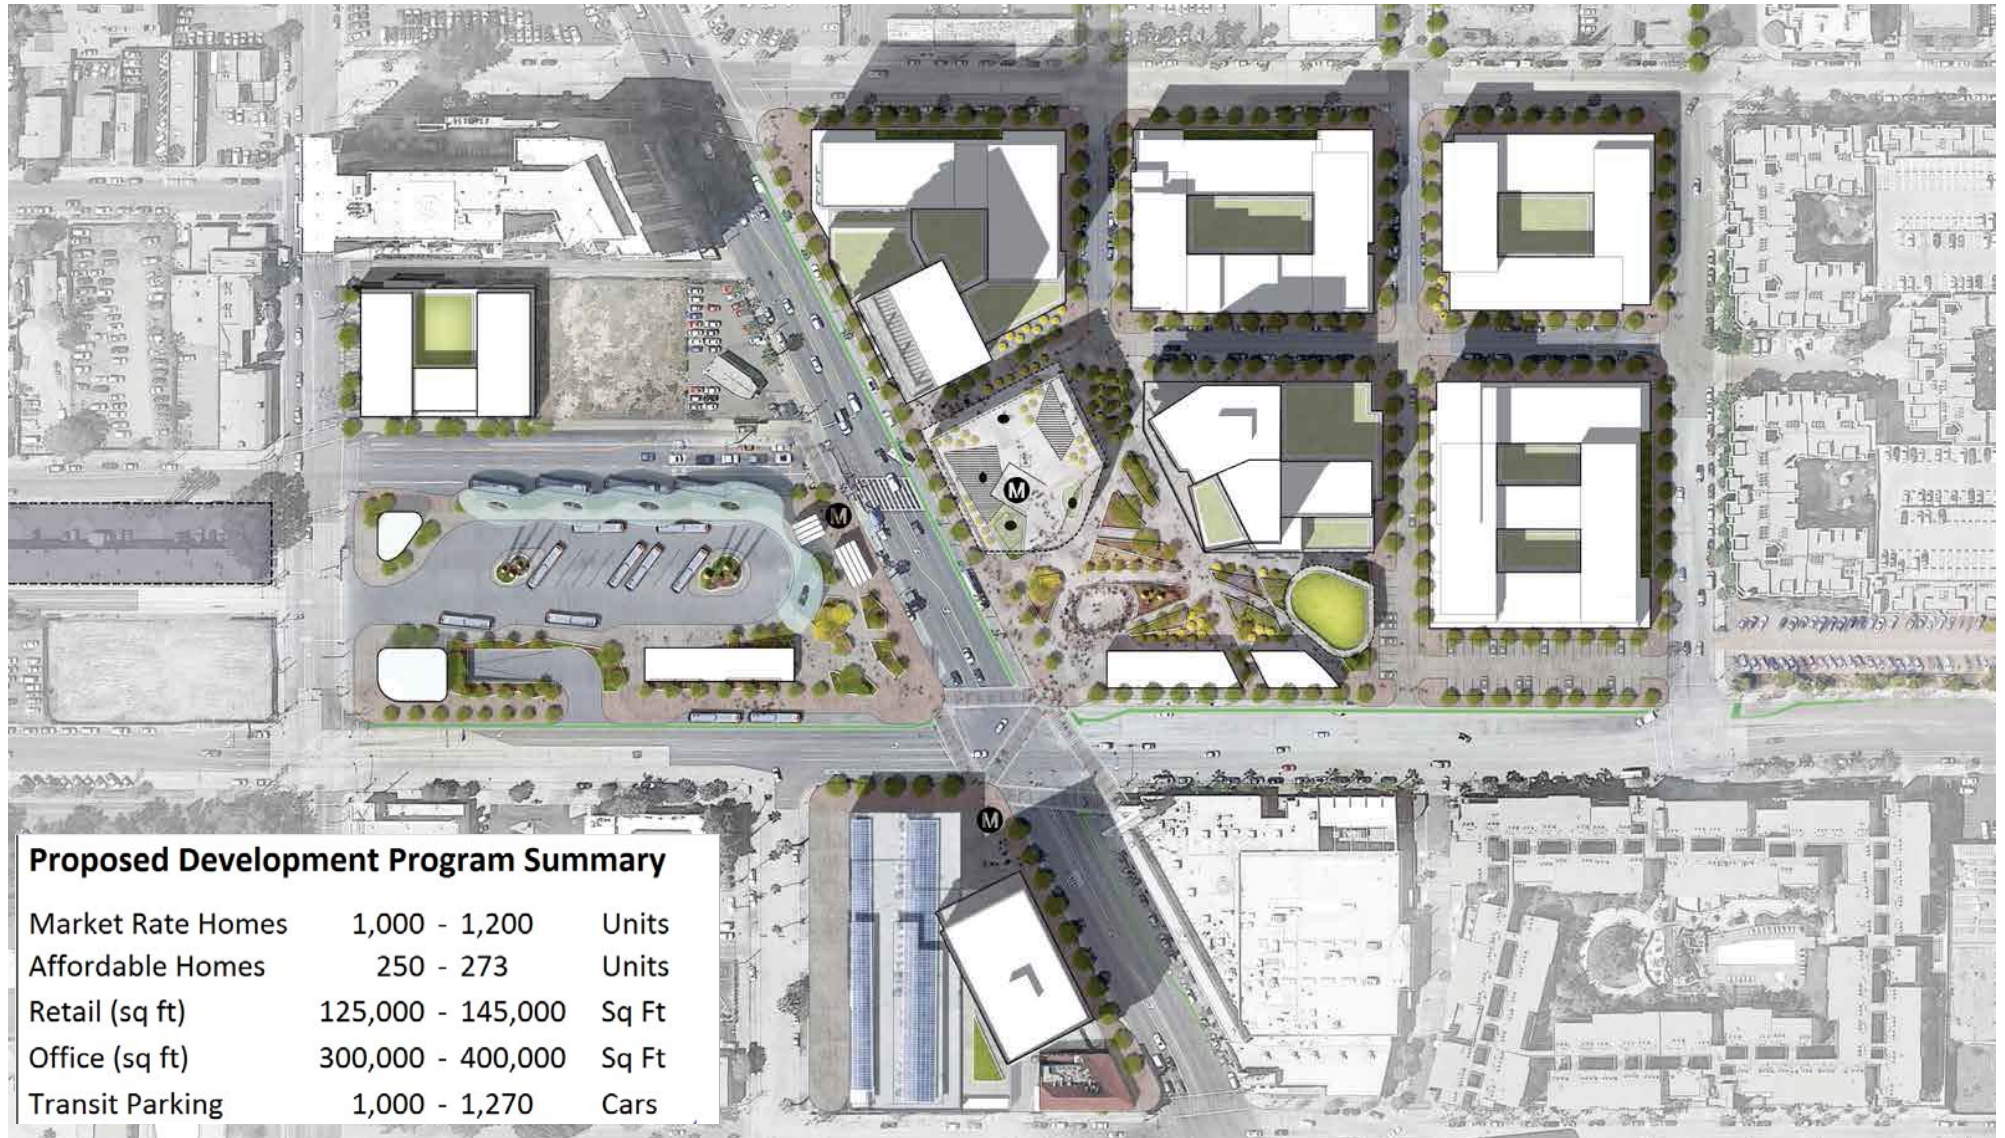 M
M
M
Proposed Development Program Summary
Market Rate Homes 1,000 - 1,200 Units
Affordable Homes 250 - 273 Units
Retail (sq ft) 125,000 - 145,000 Sq Ft
Office (sq ft) 300,000 - 400,000 Sq Ft
Transit Parking 1,000 - 1,270 Cars